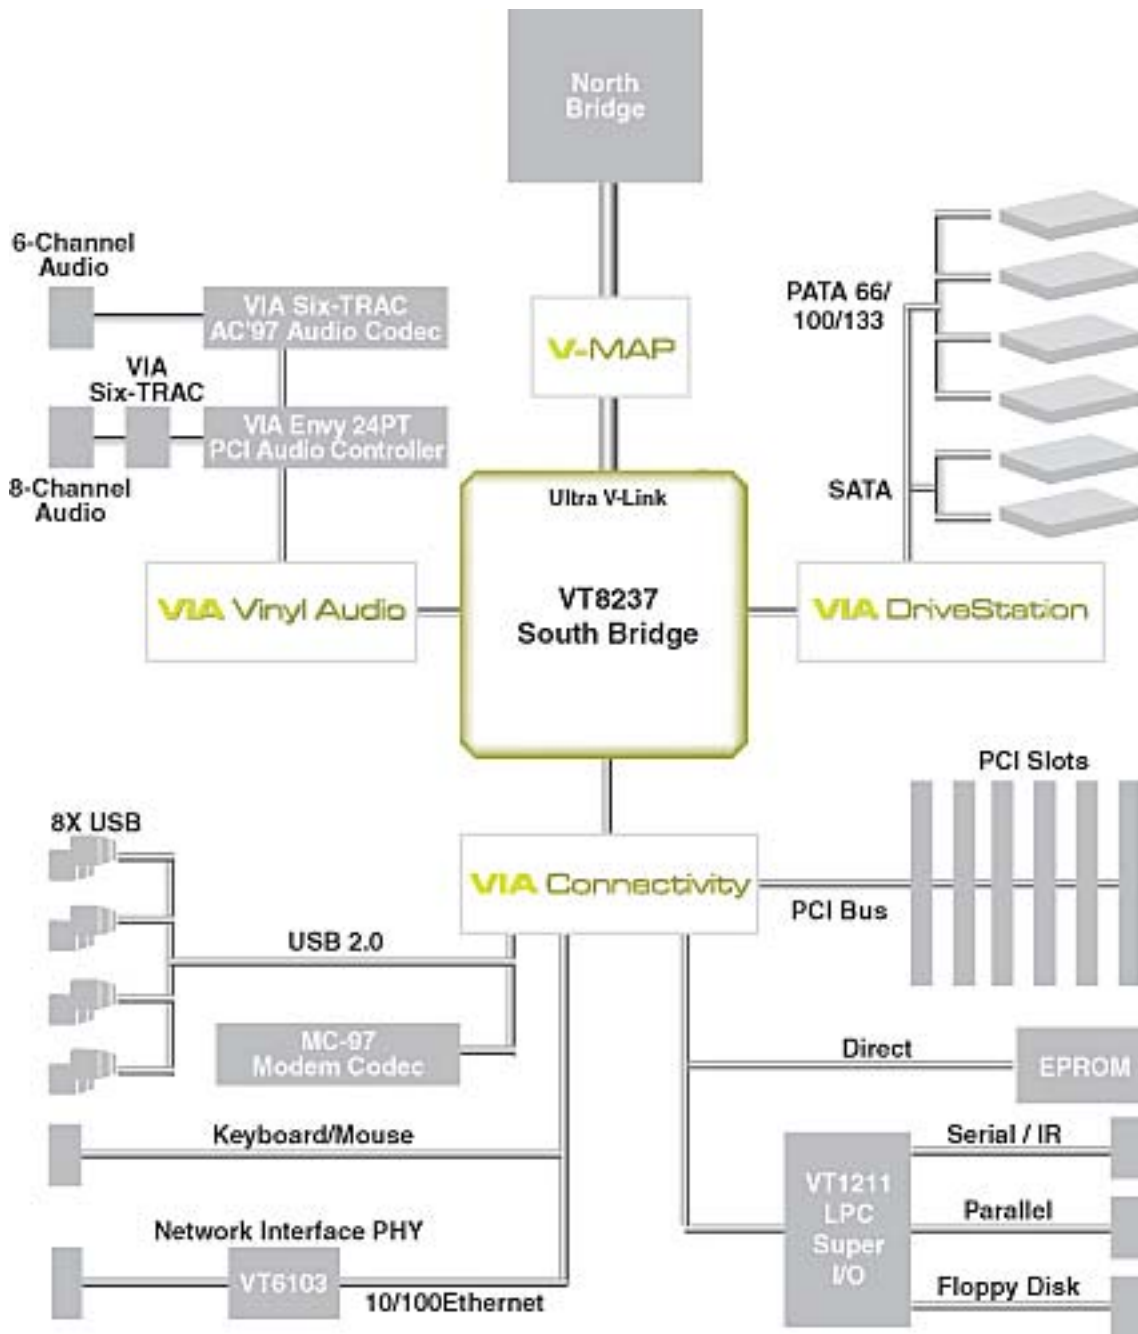 North
Bridge
6-Channel
Audio
VIA Six-TRAC
AC'97 Audio Codec
V-MAP
PATA 66/
100/133
VIA
Six-TRAC
VIA Envy 24PT
PCI Audio Controller
8-Channel
Audio
Ultra V-Link
SATA
VIA Vinyl Audio
VT8237
South Bridge
VIA DriveStation
PCI Slots
8X USB
VIA Connectivity
PCI Bus
USB 2.0
MC-97
Modem Codec
Direct
EPROM
Keyboard/Mouse
Serial / IR
VT1211
LPC
Super
I/O
Parallel
Network Interface PHY
VT6103
10/100Ethernet
Floppy Disk